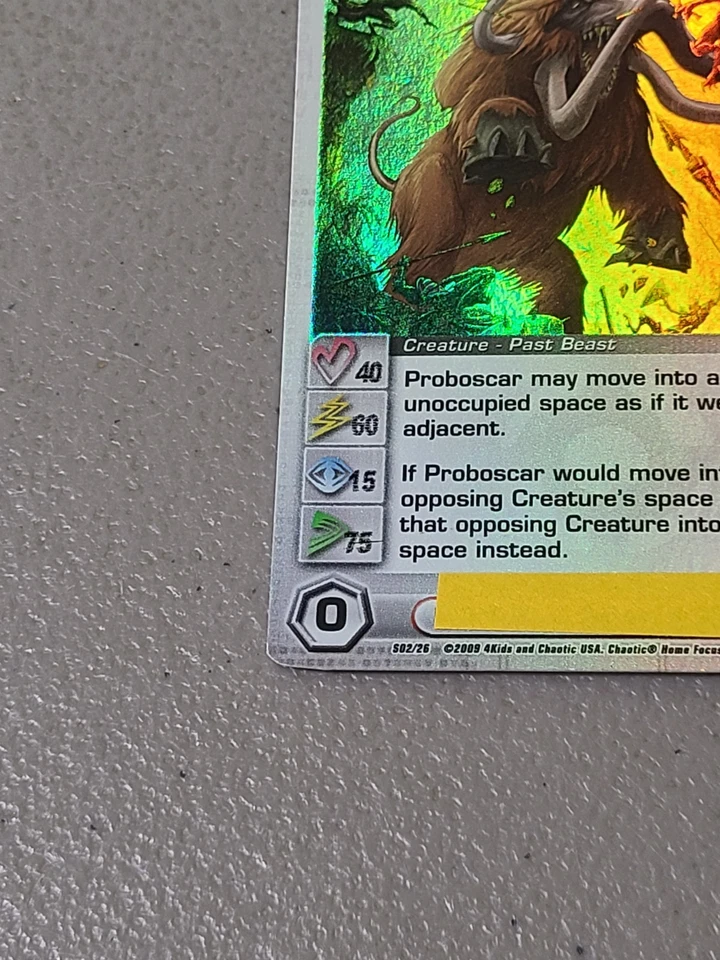 Creature - Past Beast
40
Proboscar may move into a
unoccupied space as if it we
adjacent.
60
15
If Proboscar would move in
opposing Creature's space
that opposing Creature into
space instead.
75
0
S02/26 ©2009 4Kids and Chaotic USA. Chaotic® Home Focus